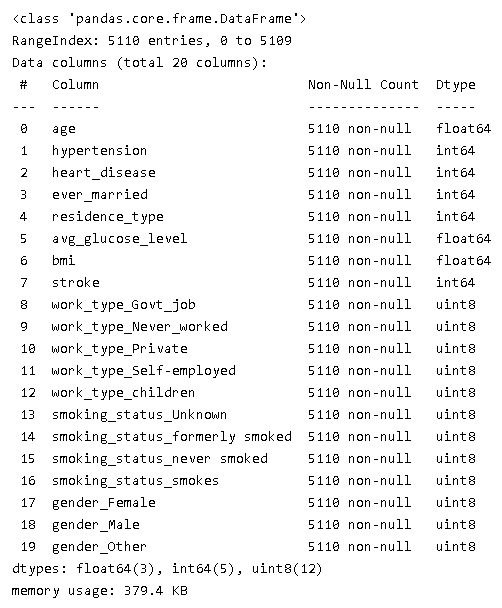 <class 'pandas.core.frame.DataFrame'>
RangeIndex: 5110 entries, 0 to 5109
Data columns (total 20 columns):
 #   Column                          Non-Null Count  Dtype
---  ------                          --------------  -----
 0   age                             5110 non-null   float64
 1   hypertension                    5110 non-null   int64
 2   heart_disease                   5110 non-null   int64
 3   ever_married                    5110 non-null   int64
 4   residence_type                  5110 non-null   int64
 5   avg_glucose_level               5110 non-null   float64
 6   bmi                             5110 non-null   float64
 7   stroke                          5110 non-null   int64
 8   work_type_Govt_job              5110 non-null   uint8
 9   work_type_Never_worked          5110 non-null   uint8
 10  work_type_Private               5110 non-null   uint8
 11  work_type_Self-employed         5110 non-null   uint8
 12  work_type_children              5110 non-null   uint8
 13  smoking_status_Unknown          5110 non-null   uint8
 14  smoking_status_formerly smoked  5110 non-null   uint8
 15  smoking_status_never smoked     5110 non-null   uint8
 16  smoking_status_smokes           5110 non-null   uint8
 17  gender_Female                   5110 non-null   uint8
 18  gender_Male                     5110 non-null   uint8
 19  gender_Other                    5110 non-null   uint8
dtypes: float64(3), int64(5), uint8(12)
memory usage: 379.4 KB